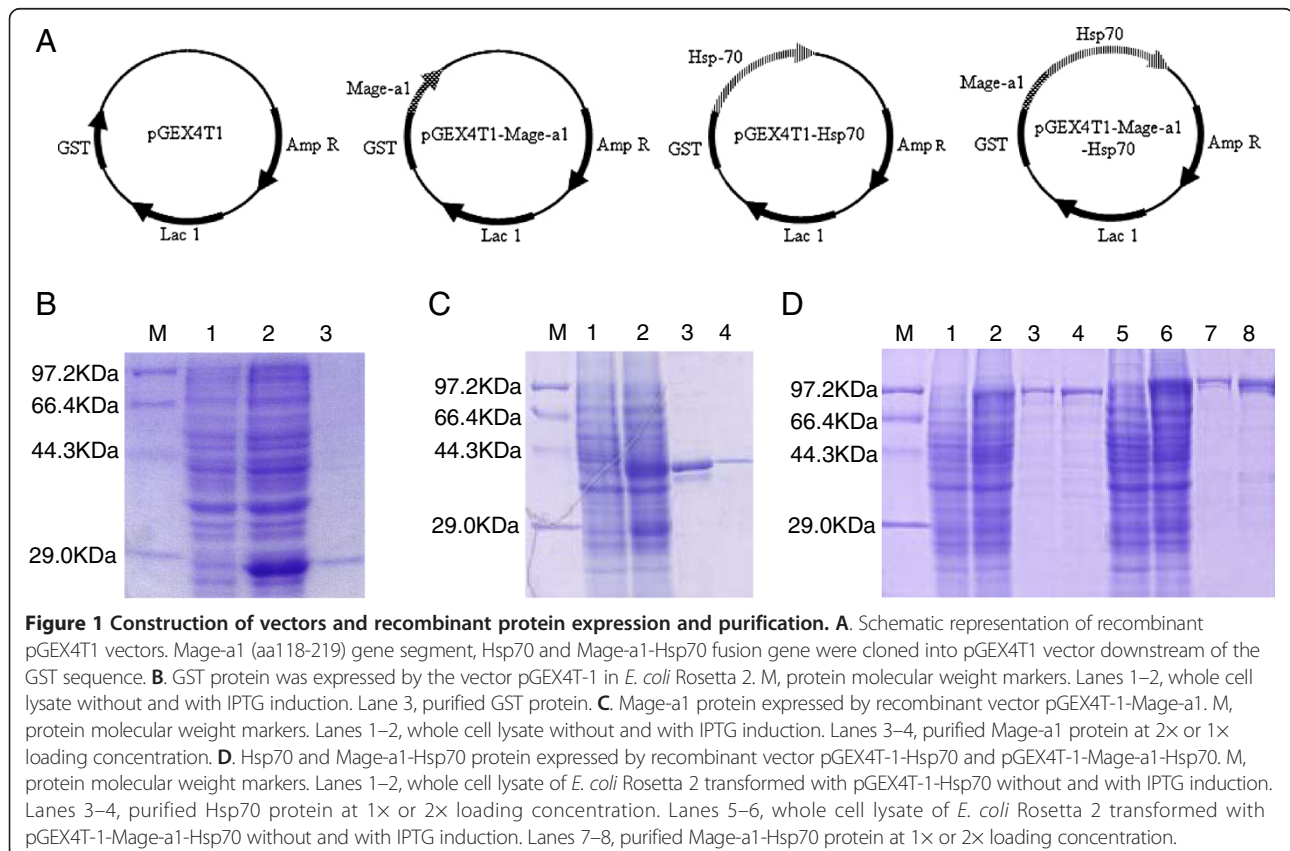 A
Mage-a1
GST
pGEX4T1
Amp R
Lac 1
GST
pGEX4T1-Mage-a1
Amp R
Lac 1
Hsp-70
GST
pGEX4T1-Hsp70
Amp R
Lac 1
Hsp70
Mage-a1
GST
pGEX4T1-Mage-a1
-Hsp70
Amp R
Lac 1
B
M 1 2 3
97.2KDa
66.4KDa
44.3KDa
29.0KDa
C
M 1 2 3 4
97.2KDa
66.4KDa
44.3KDa
29.0KDa
D
M 1 2 3 4 5 6 7 8
97.2KDa
66.4KDa
44.3KDa
29.0KDa
Figure 1 Construction of vectors and recombinant protein expression and purification. A. Schematic representation of recombinant
pGEX4T1 vectors. Mage-a1 (aa118-219) gene segment, Hsp70 and Mage-a1-Hsp70 fusion gene were cloned into pGEX4T1 vector downstream of the
GST sequence. B. GST protein was expressed by the vector pGEX4T-1 in E. coli Rosetta 2. M, protein molecular weight markers. Lanes 1–2, whole cell
lysate without and with IPTG induction. Lane 3, purified GST protein. C. Mage-a1 protein expressed by recombinant vector pGEX4T-1-Mage-a1. M,
protein molecular weight markers. Lanes 1–2, whole cell lysate without and with IPTG induction. Lanes 3–4, purified Mage-a1 protein at 2× or 1×
loading concentration. D. Hsp70 and Mage-a1-Hsp70 protein expressed by recombinant vector pGEX4T-1-Hsp70 and pGEX4T-1-Mage-a1-Hsp70. M,
protein molecular weight markers. Lanes 1–2, whole cell lysate of E. coli Rosetta 2 transformed with pGEX4T-1-Hsp70 without and with IPTG induction.
Lanes 3–4, purified Hsp70 protein at 1× or 2× loading concentration. Lanes 5–6, whole cell lysate of E. coli Rosetta 2 transformed with
pGEX4T-1-Mage-a1-Hsp70 without and with IPTG induction. Lanes 7–8, purified Mage-a1-Hsp70 protein at 1× or 2× loading concentration.